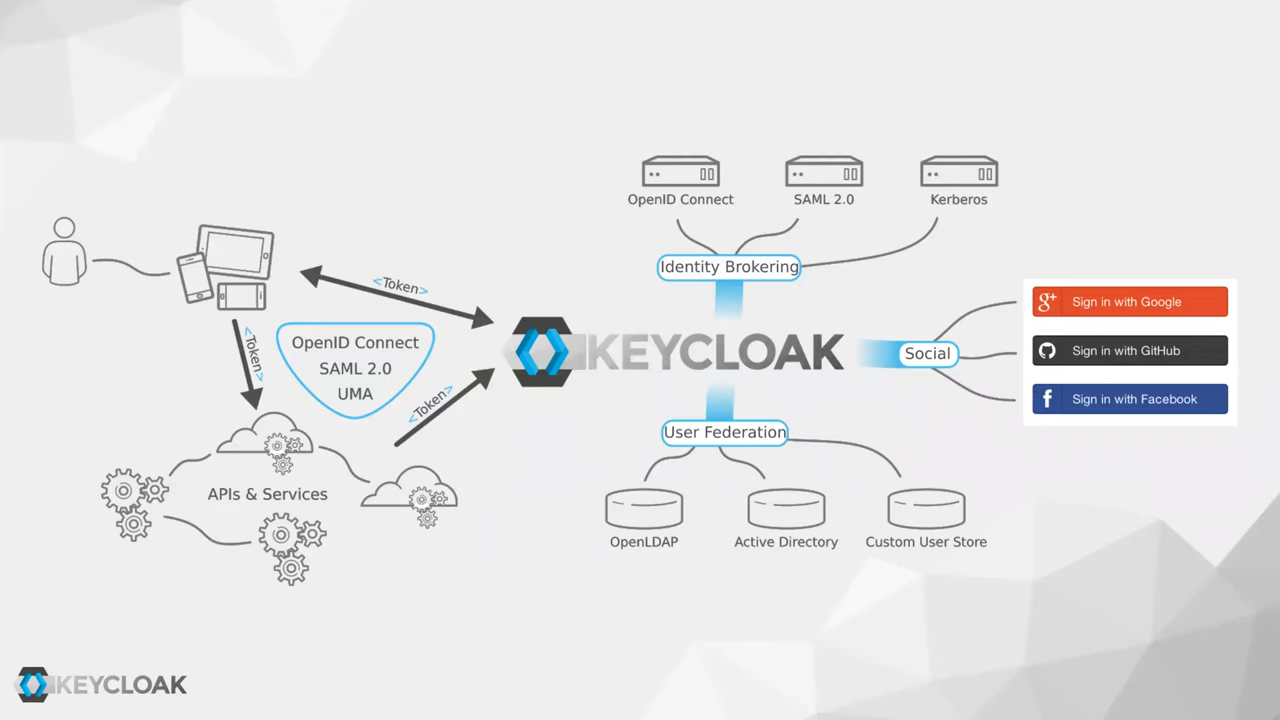 OpenID Connect
SAML 2.0
Kerberos
Identity Brokering
<Token>
<Token>
<Token>
OpenID Connect
SAML 2.0
UMA
APIs & Services
KEYCLOAK
Social
g+ Sign in with Google
Sign in with GitHub
f Sign in with Facebook
User Federation
OpenLDAP
Active Directory
Custom User Store
KEYCLOAK